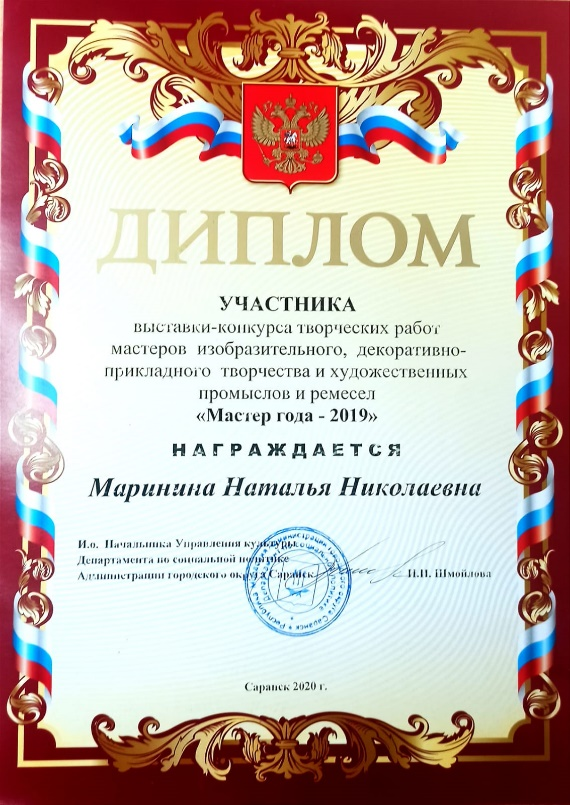 ДИПЛОМ
УЧАСТНИКА
выставки-конкурса творческих работ
мастеров изобразительного, декоративно-
прикладного творчества и художественных
промыслов и ремесел
«Мастер года - 2019»
НАГРАЖДАЕТСЯ
Маринина Наталья Николаевна
И.о. Начальника Управления культуры
Департамента по социальной политике
Администрации городского округа Саранск Н.Н. Шмойлова
Саранск 2020 г.